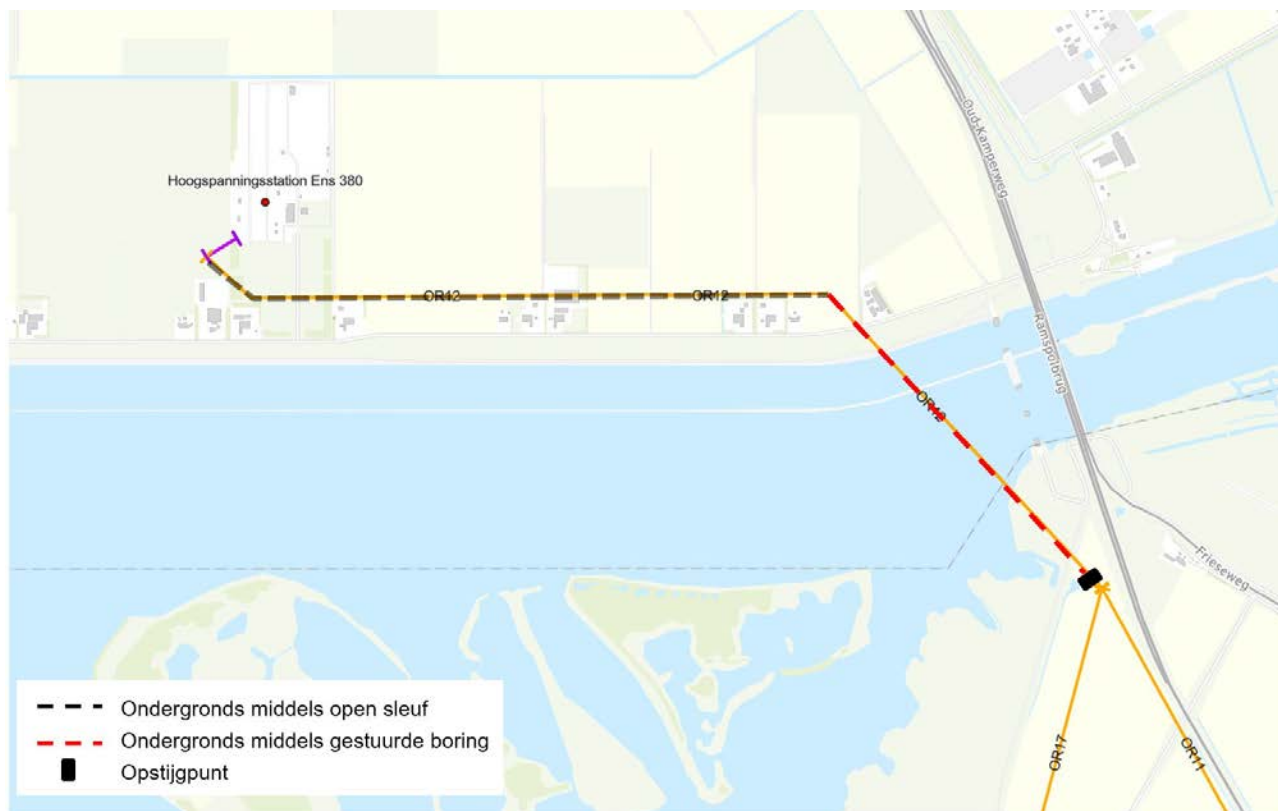 Oud-Kamperweg
Hoogspanningsstation Ens 380
OR12
OR12
Ramspolbrug
OR12
Frieseweg
OR17
OR11
Ondergronds middels open sleuf
Ondergronds middels gestuurde boring
Opstijgpunt